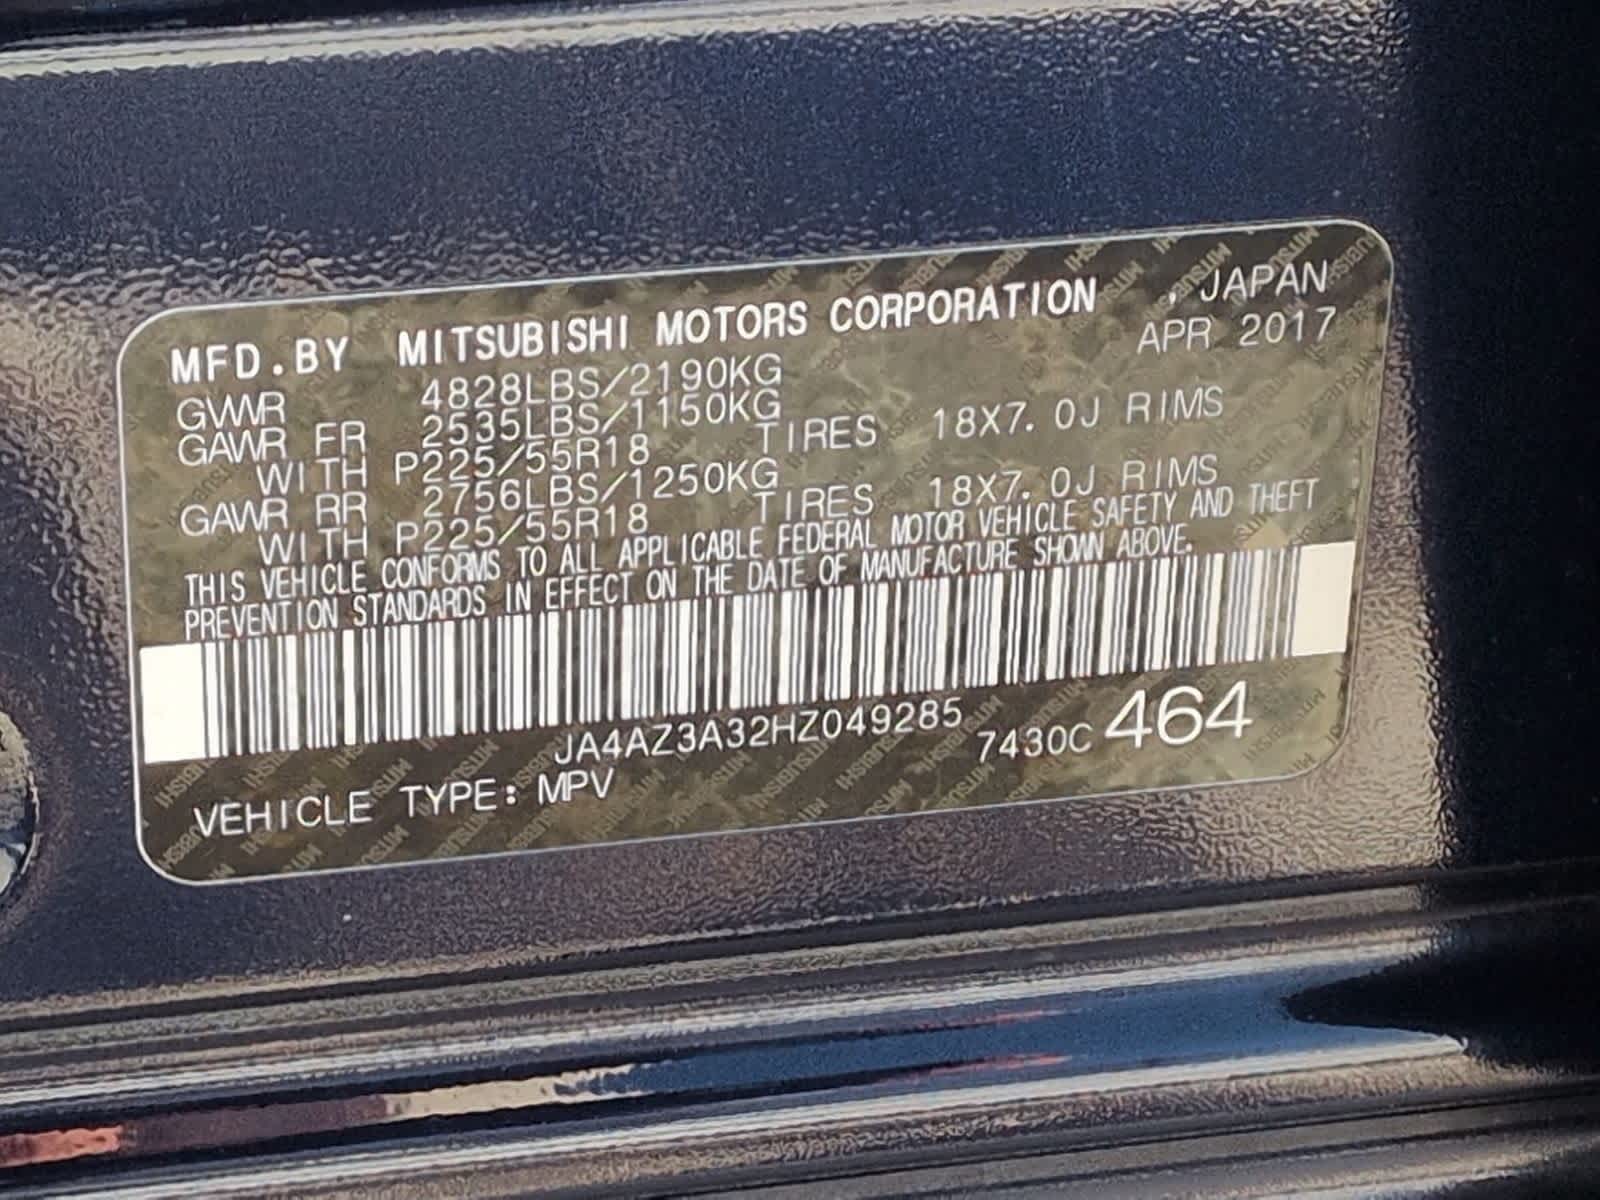 MFD.BY MITSUBISHI MOTORS CORPORATION , JAPAN
APR 2017
GVWR 4828LBS/2190KG
GAWR FR 2535LBS/1150KG
WITH P225/55R18 TIRES 18X7.0J RIMS
GAWR RR 2756LBS/1250KG
WITH P225/55R18 TIRES 18X7.0J RIMS
THIS VEHICLE CONFORMS TO ALL APPLICABLE FEDERAL MOTOR VEHICLE SAFETY AND THEFT
PREVENTION STANDARDS IN EFFECT ON THE DATE OF MANUFACTURE SHOWN ABOVE.
JA4AZ3A32HZ049285
7430C 464
VEHICLE TYPE: MPV